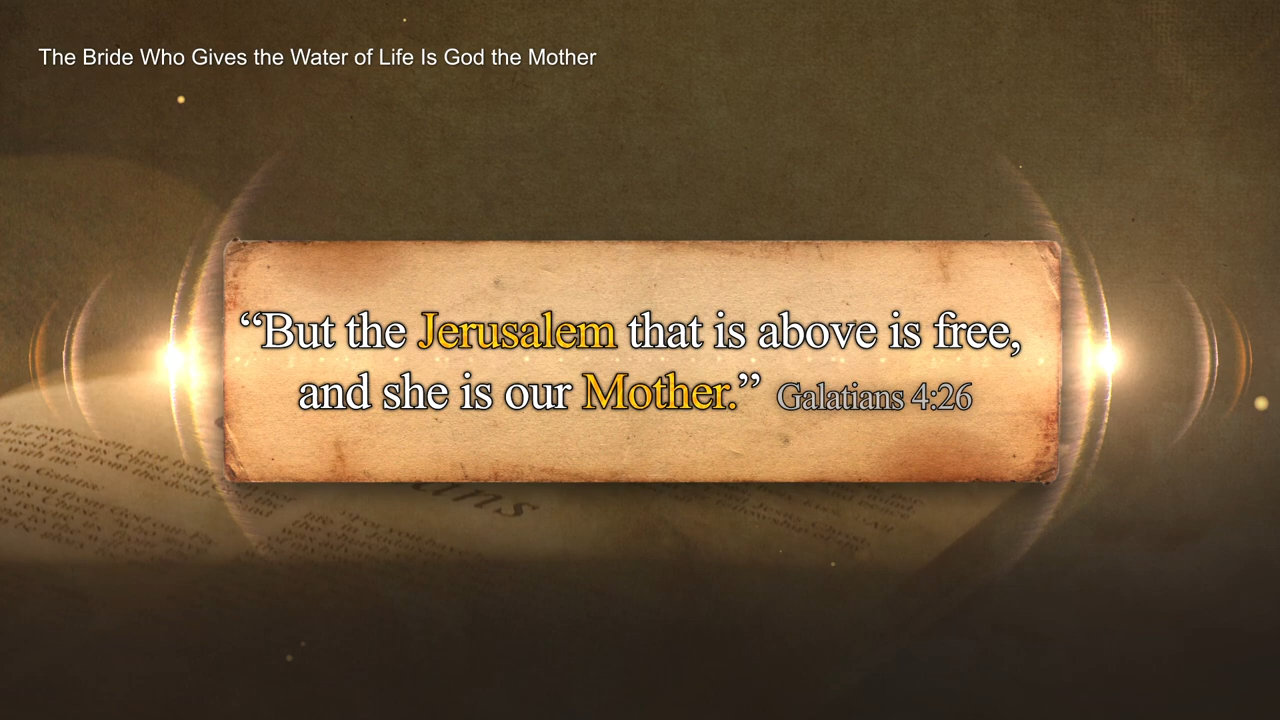 The Bride Who Gives the Water of Life Is God the Mother
“But the Jerusalem that is above is free,
and she is our Mother.” Galatians 4:26